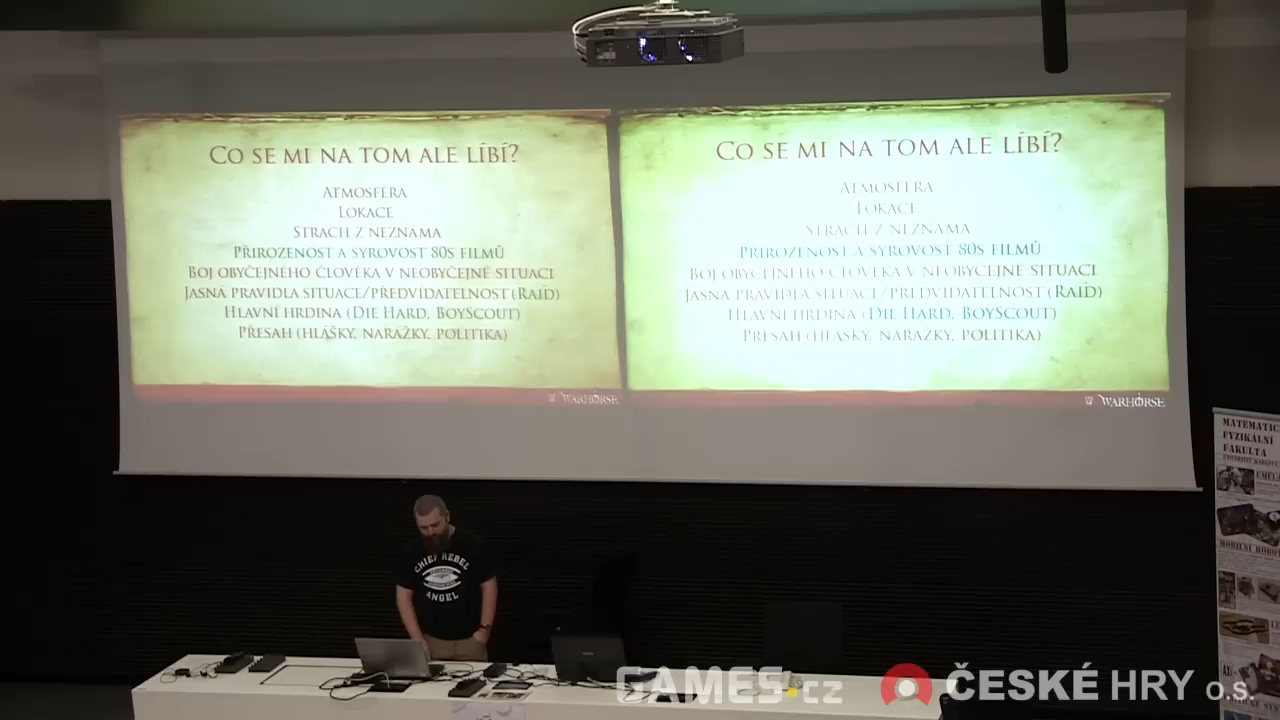 Co se mi na tom ale líbí?
Atmosféra
Lokace
Strach z neznáma
Přirozenost a syrovost 80s filmů
Boj obyčejného člověka v neobyčejné situaci
Jasná pravidla situace/předvídatelnost (Raid)
Hlavní hrdina (Die Hard, BoyScout)
Přesah (hlášky, narážky, politika)
Warhorse
Co se mi na tom ale líbí?
Atmosféra
Lokace
Strach z neznáma
Přirozenost a syrovost 80s filmů
Boj obyčejného člověka v neobyčejné situaci
Jasná pravidla situace/předvídatelnost (Raid)
Hlavní hrdina (Die Hard, BoyScout)
Přesah (hlášky, narážky, politika)
Warhorse
MATEMATIC
FYZIKÁLNÍ
FAKULTA
CHIEF REBEL
ANGEL
GAMES.CZ
ČESKÉ HRY o.s.